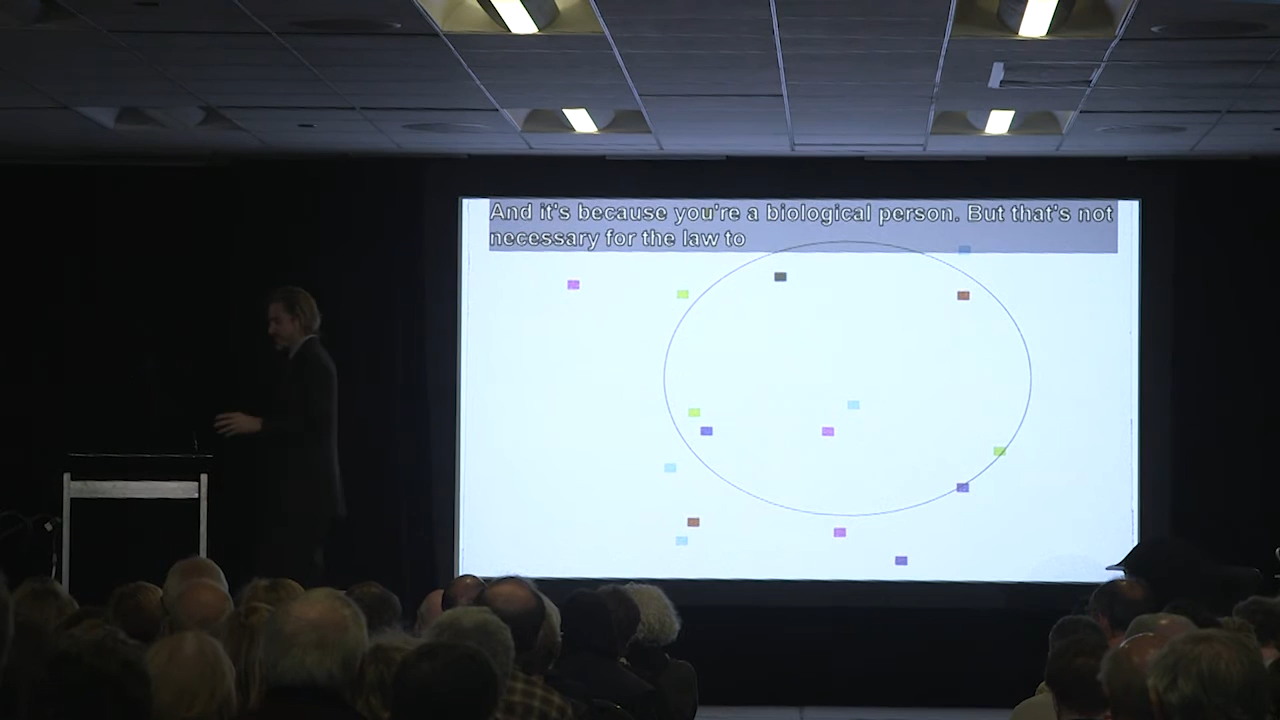 And it's because you're a biological person. But that's not
necessary for the law to